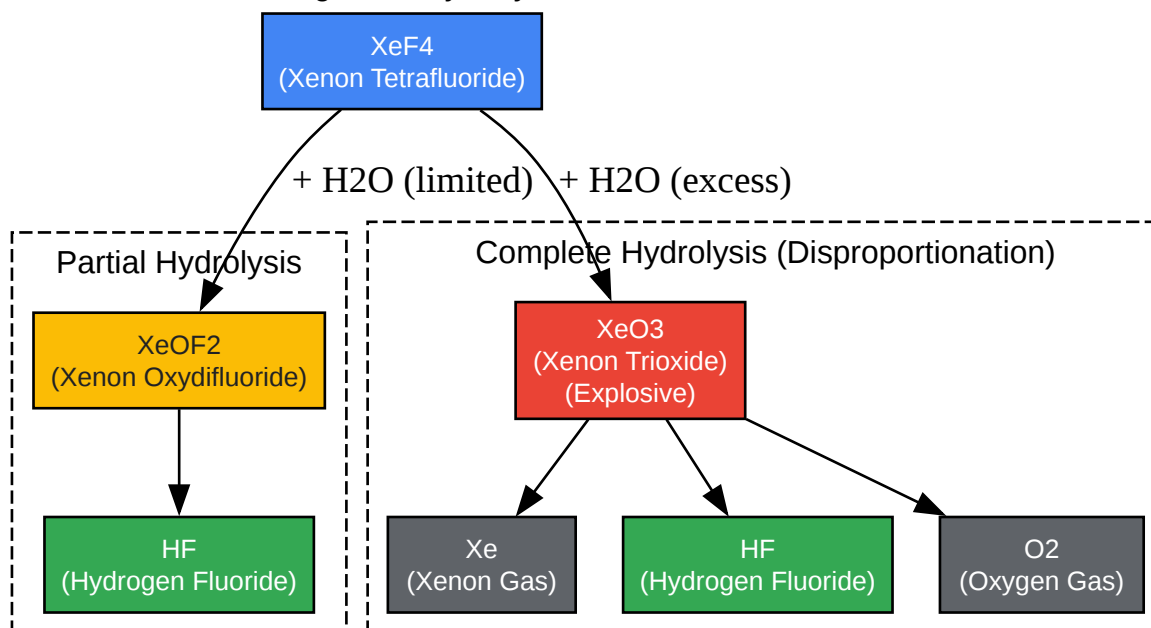 XeF4
(Xenon Tetrafluoride)
+ H2O (limited)
+ H2O (excess)
Partial Hydrolysis
Complete Hydrolysis (Disproportionation)
XeOF2
(Xenon Oxydifluoride)
XeO3
(Xenon Trioxide)
(Explosive)
HF
(Hydrogen Fluoride)
Xe
(Xenon Gas)
HF
(Hydrogen Fluoride)
O2
(Oxygen Gas)